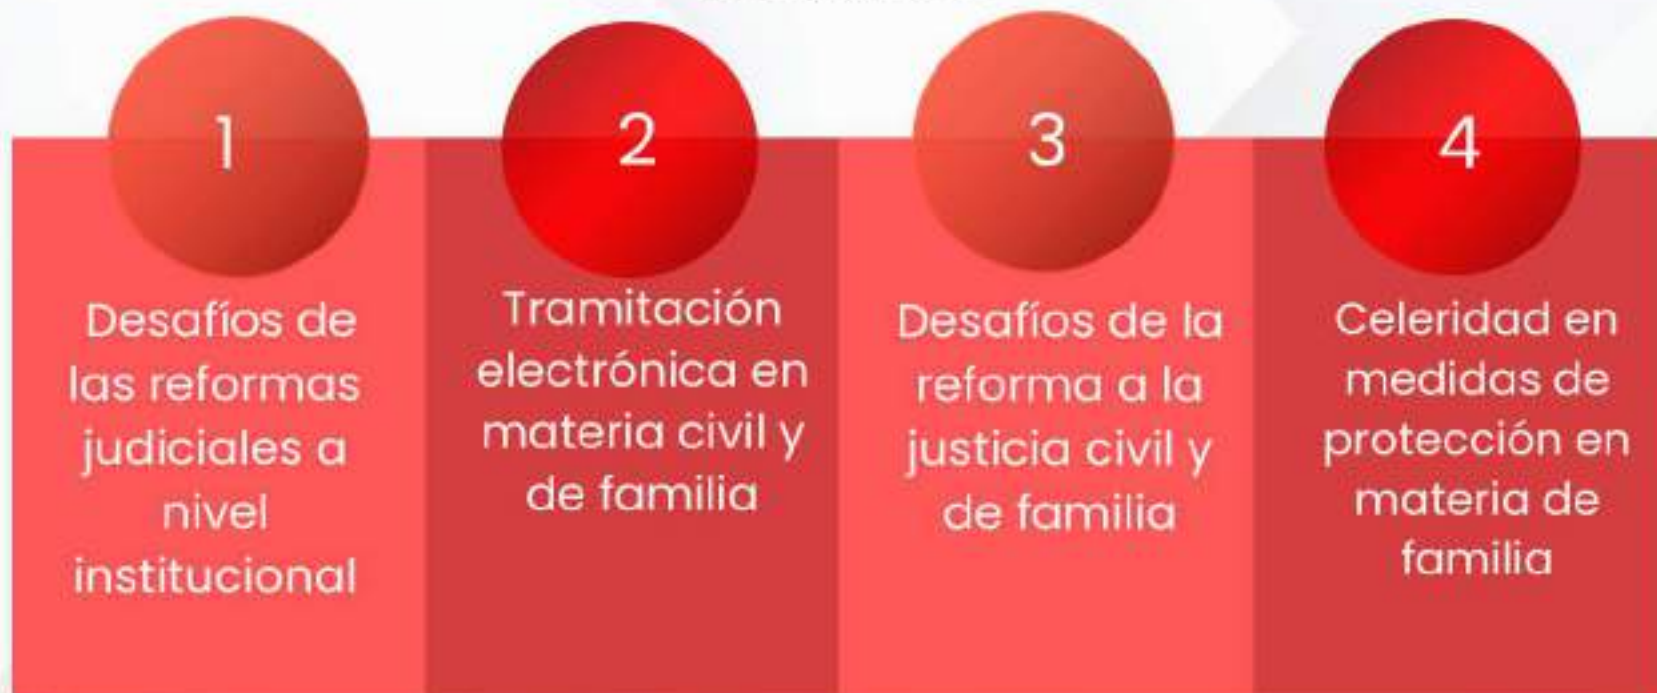 1
Desafíos de
las reformas
judiciales a
nivel
institucional
2
Tramitación
electrónica en
materia civil y
de familia
3
Desafíos de la
reforma a la
justicia civil y
de familia
4
Celeridad en
medidas de
protección en
materia de
familia